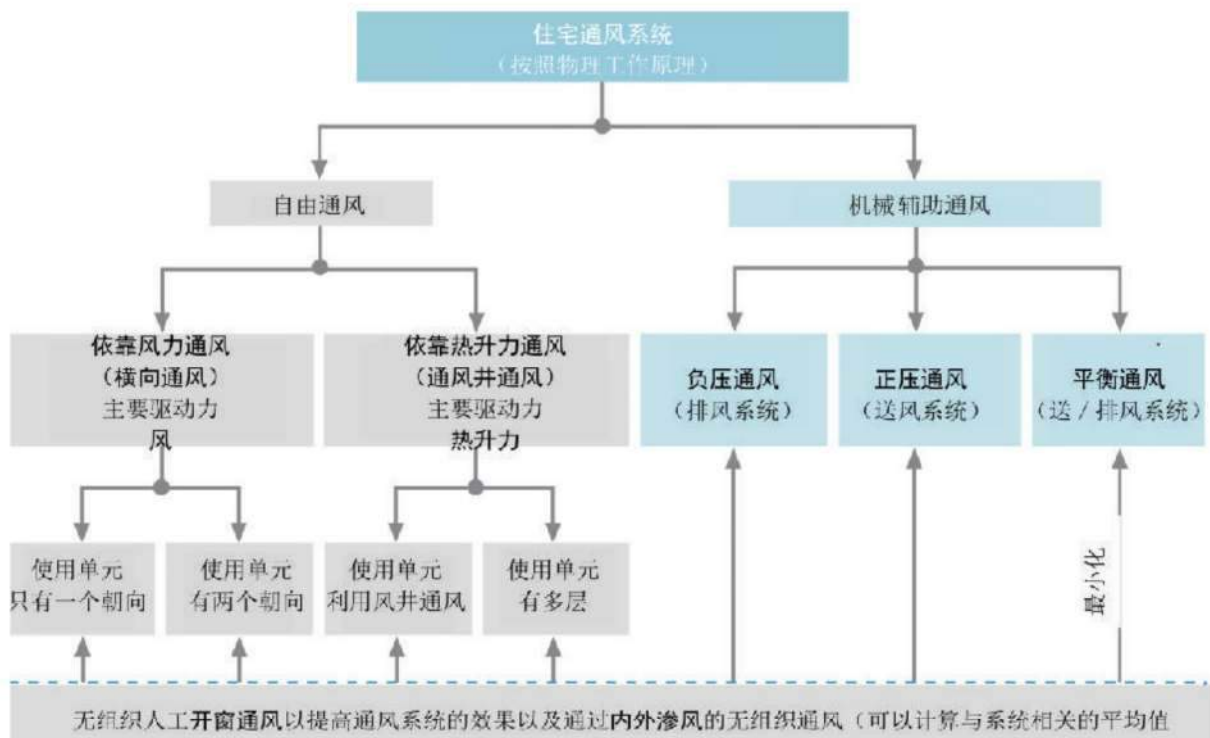 住宅通风系统
（按照物理工作原理）
自由通风
机械辅助通风
依靠风力通风
（横向通风）
主要驱动力
风
依靠热升力通风
（通风井通风）
主要驱动力
热升力
负压通风
（排风系统）
正压通风
（送风系统）
平衡通风
（送/排风系统）
使用单元
只有一个朝向
使用单元
有两个朝向
使用单元
利用风井通风
使用单元
有多层
最小化
无组织人工开窗通风以提高通风系统的效果以及通过内外渗风的无组织通风（可以计算与系统相关的平均值